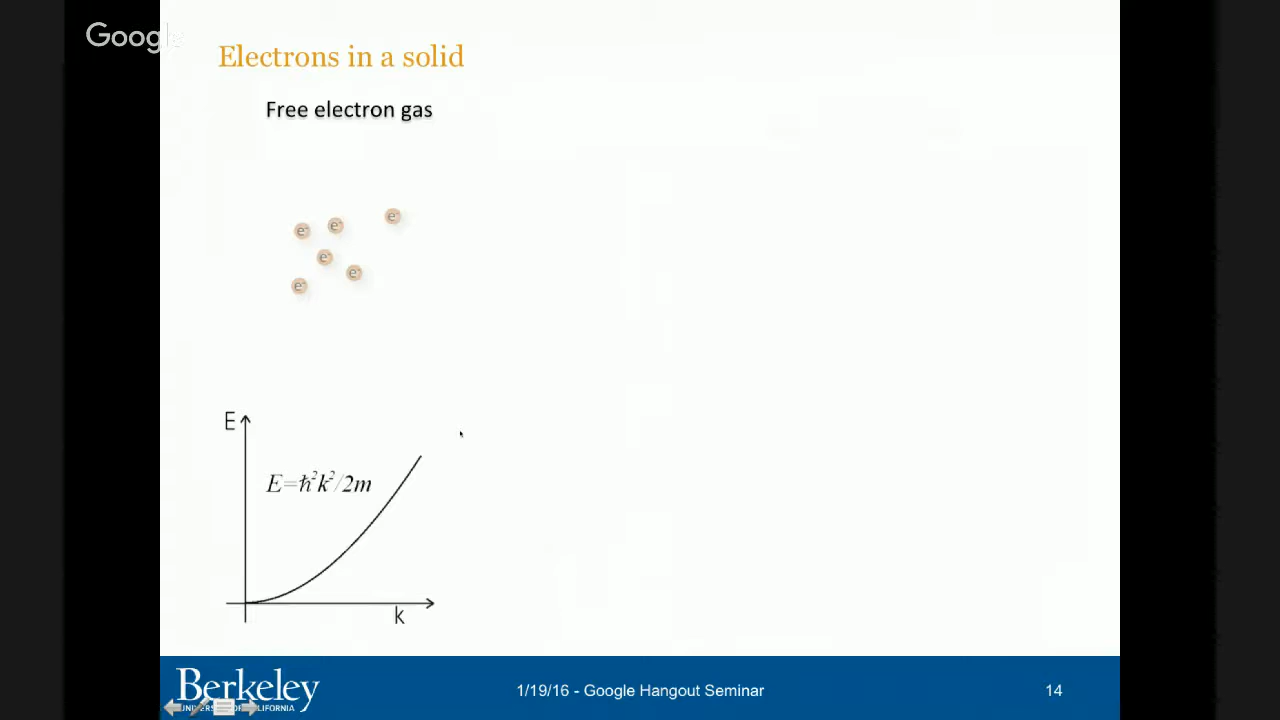 Google
Electrons in a solid
Free electron gas
e⁻
e⁻
e⁻
e⁻
e⁻
e⁻
E
E=ħ²k²/2m
k
Berkeley
1/19/16 - Google Hangout Seminar
14